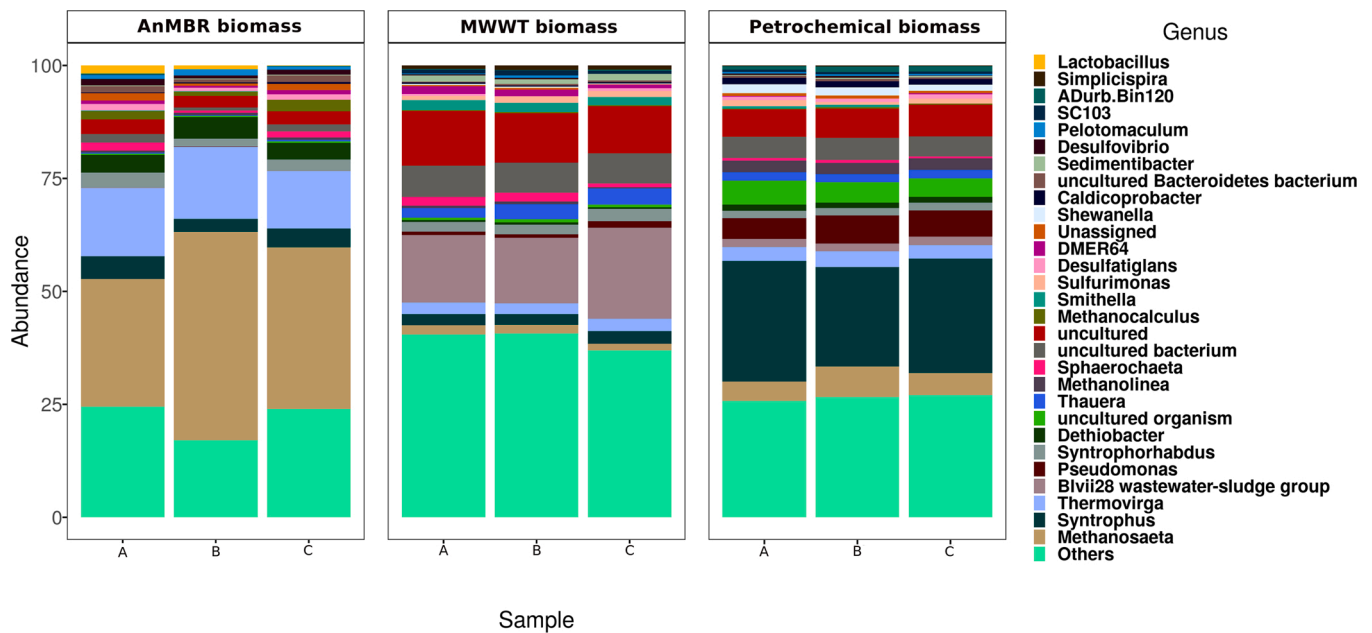 AnMBR biomass
MWWT biomass
Petrochemical biomass
Genus
Abundance
100
75
50
25
0
A
B
C
A
B
C
A
B
C
Sample
Lactobacillus
Simplicispira
ADurb.Bin120
SC103
Pelotomaculum
Desulfovibrio
Sedimentibacter
uncultured Bacteroidetes bacterium
Caldicoprobacter
Shewanella
Unassigned
DMER64
Desulfatiglans
Sulfurimonas
Smithella
Methanocalculus
uncultured
uncultured bacterium
Sphaerochaeta
Methanolinea
Thauera
uncultured organism
Dethiobacter
Syntrophorhabdus
Pseudomonas
Blvii28 wastewater-sludge group
Thermovirga
Syntrophus
Methanosaeta
Others